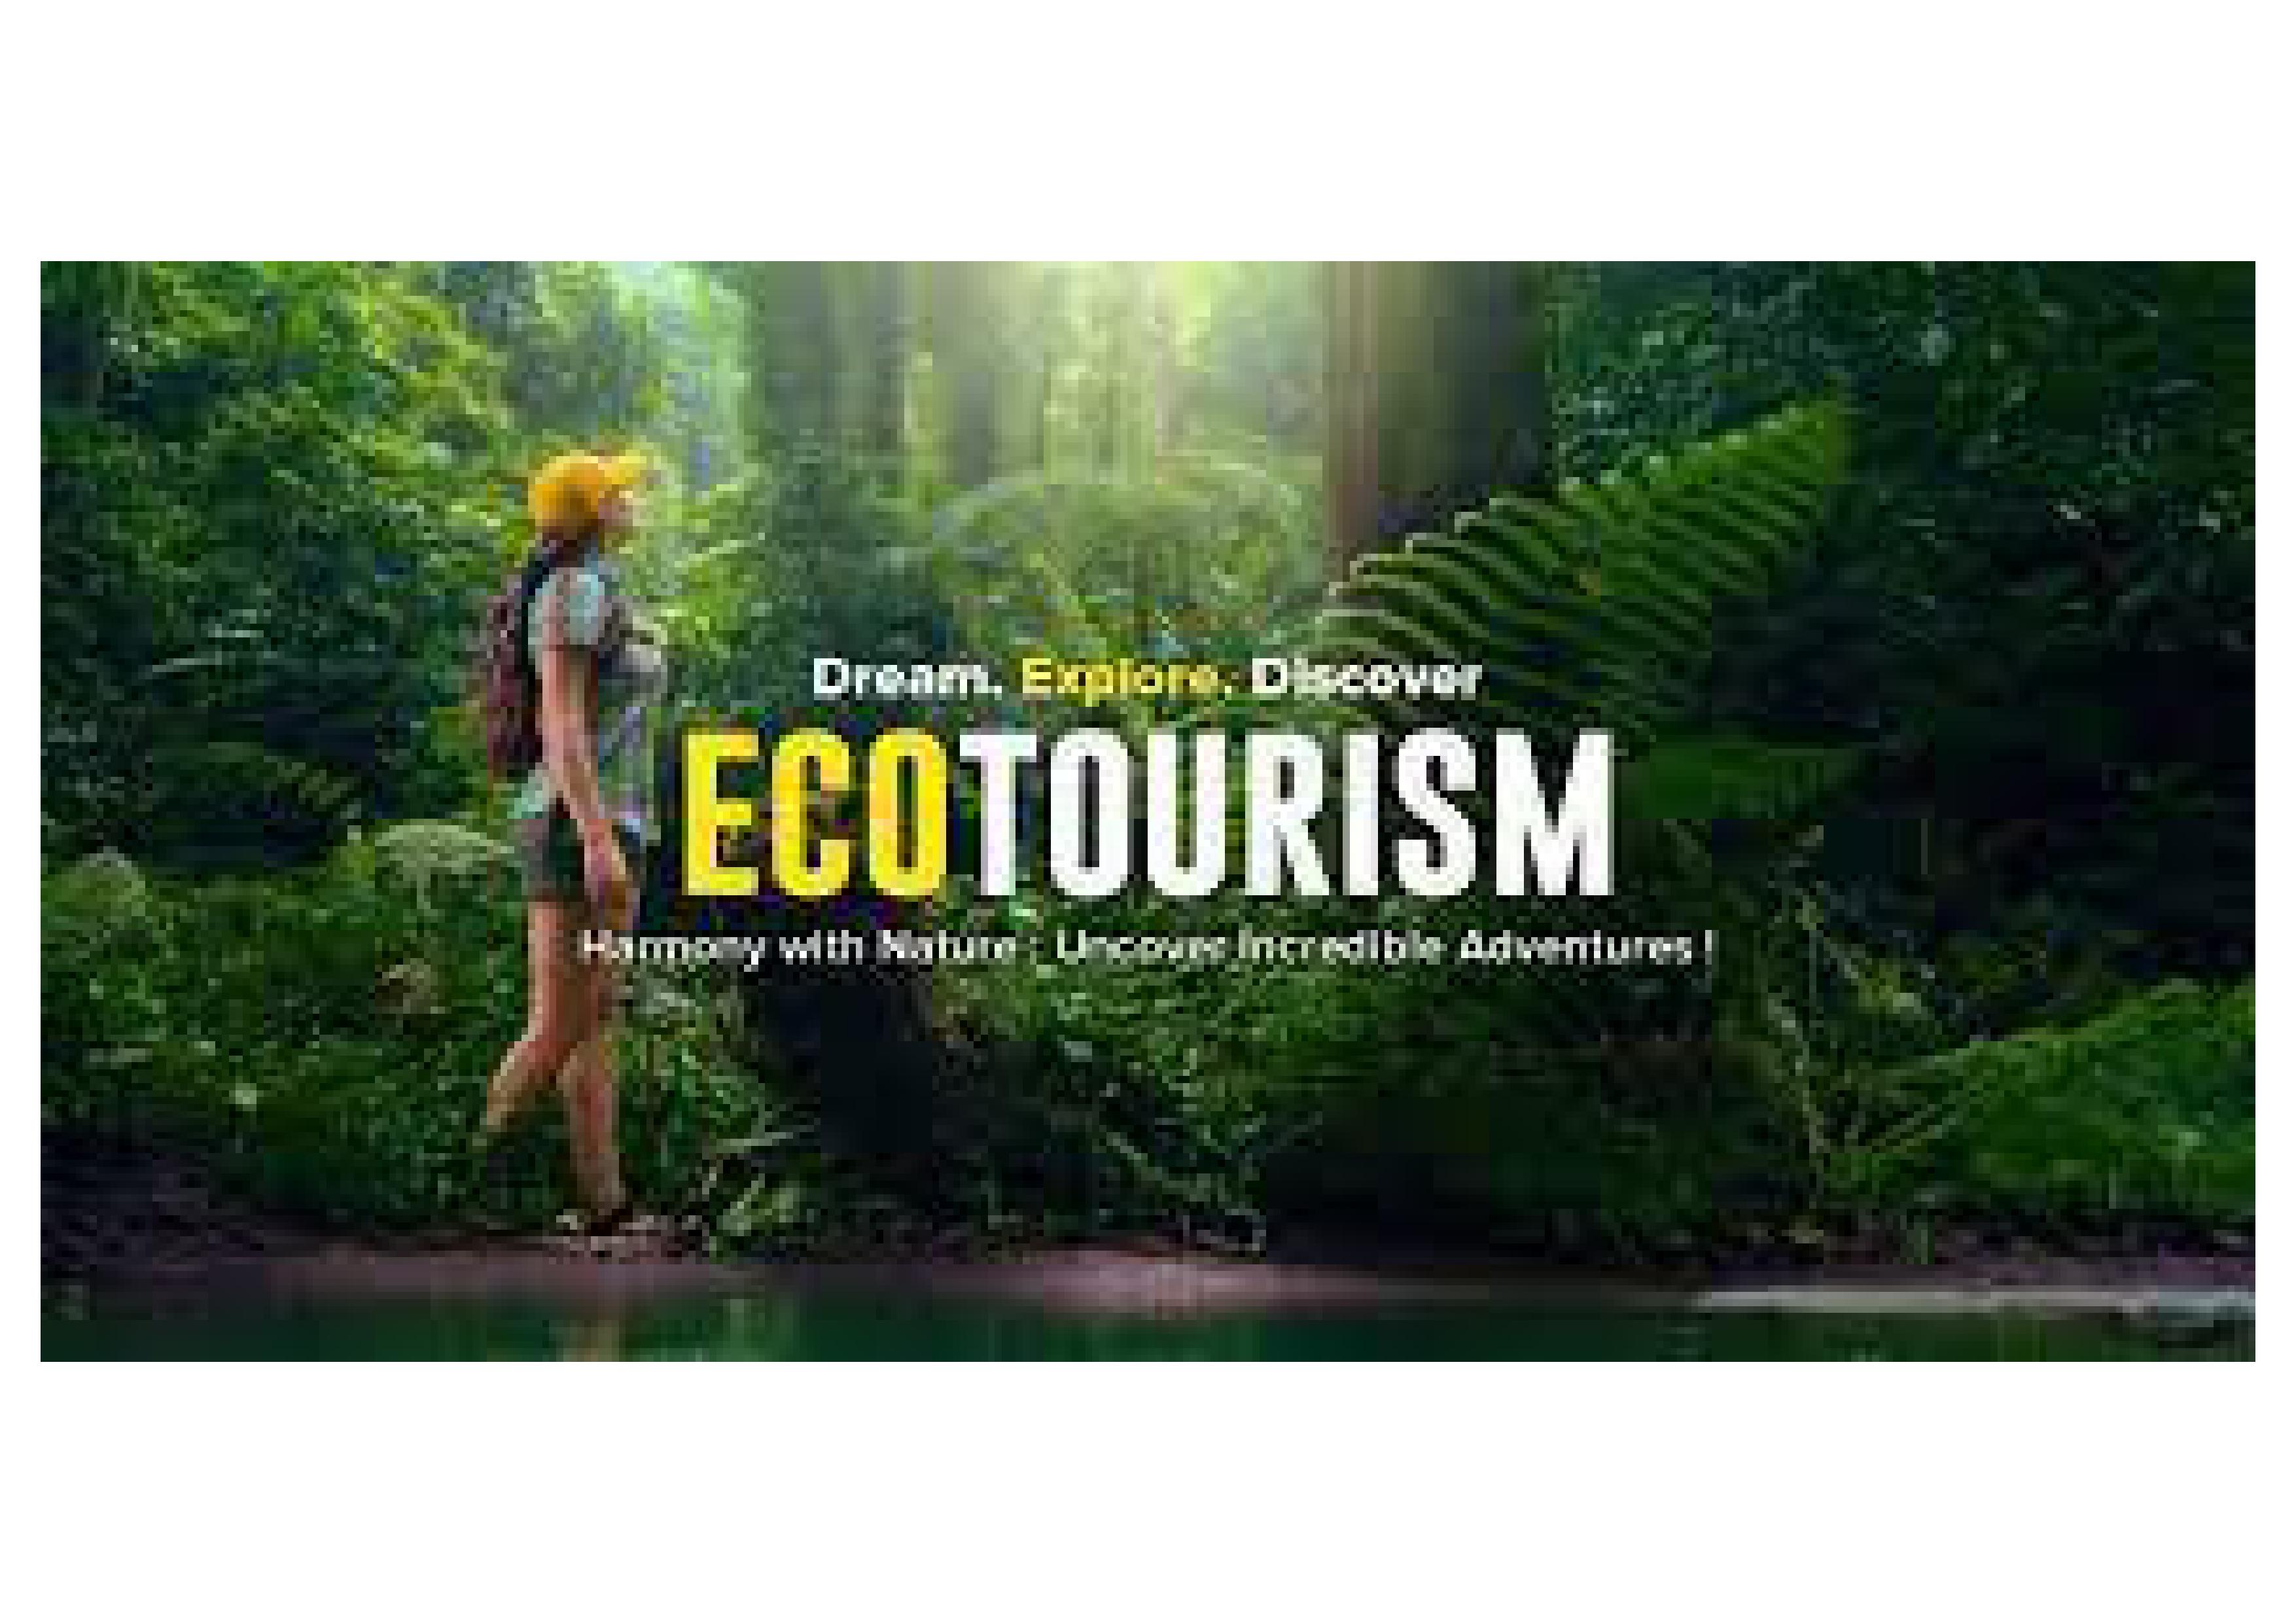 Dream. Explore. Discover
ECOTOURISM
Harmony with Nature : Uncover Incredible Adventures !